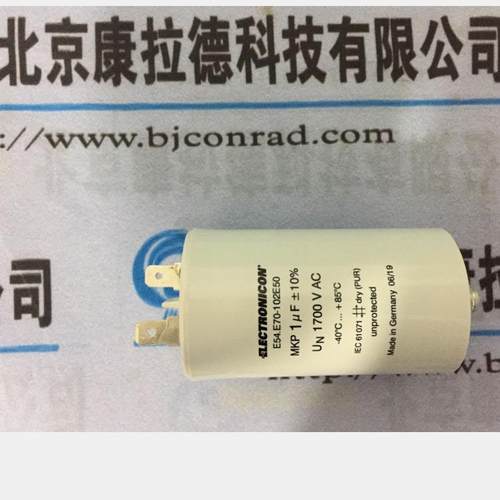 北京康拉德科技有限公司
://www.bjconrad.com
公司
ELECTRONICON®
E54.E70-102E50
MKP 1 µF ± 10%
UN 1700 V AC
-40°C ... +85°C
IEC 61071 dry (PUR)
unprotected
Made in Germany 06/19